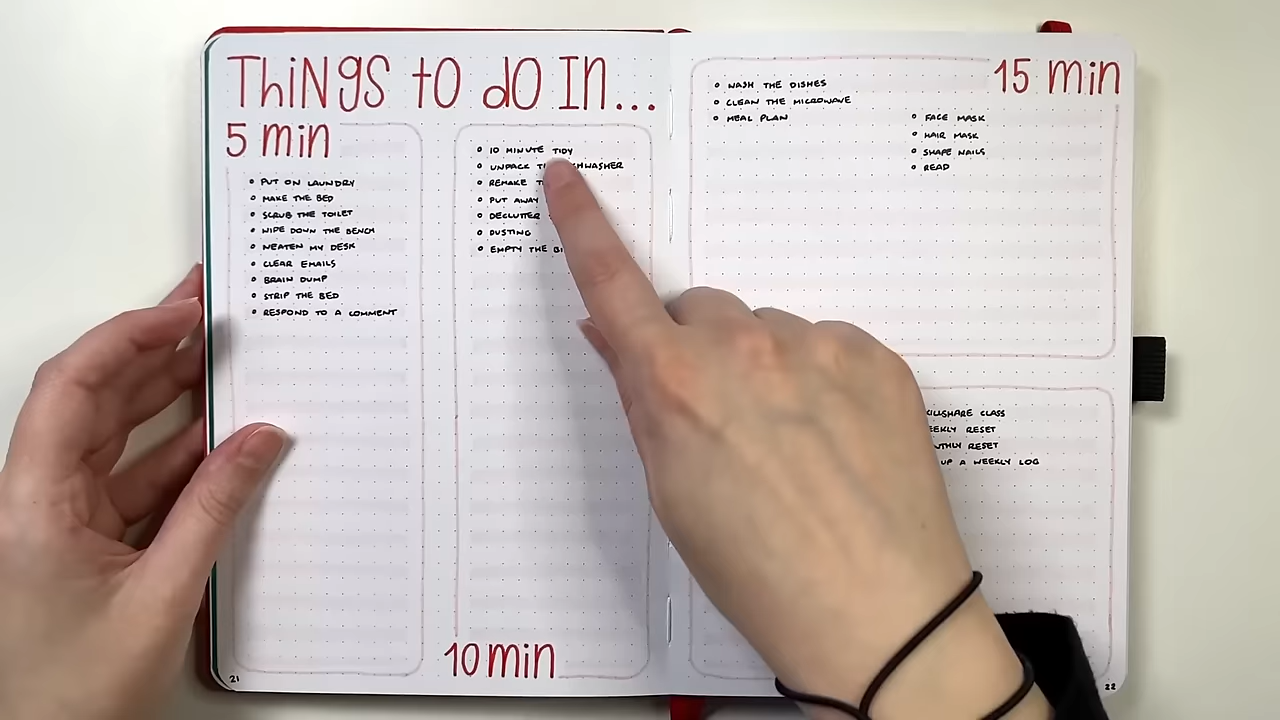 Things to do in...
5 min
PUT ON LAUNDRY
MAKE THE BED
SCRUB THE TOILET
WIPE DOWN THE BENCH
NEATEN MY DESK
CLEAR EMAILS
BRAIN DUMP
STRIP THE BED
RESPOND TO A COMMENT
10 MINUTE TIDY
UNPACK
REMAKE
PUT AWAY
DECLUTTER
DUSTING
EMPTY THE
10 min
21
15 min
WASH THE DISHES
CLEAN THE MICROWAVE
MEAL PLAN
FACE MASK
HAIR MASK
SHAPE NAILS
READ
CLASS
RESET
RESET
UP A WEEKLY LOG
22